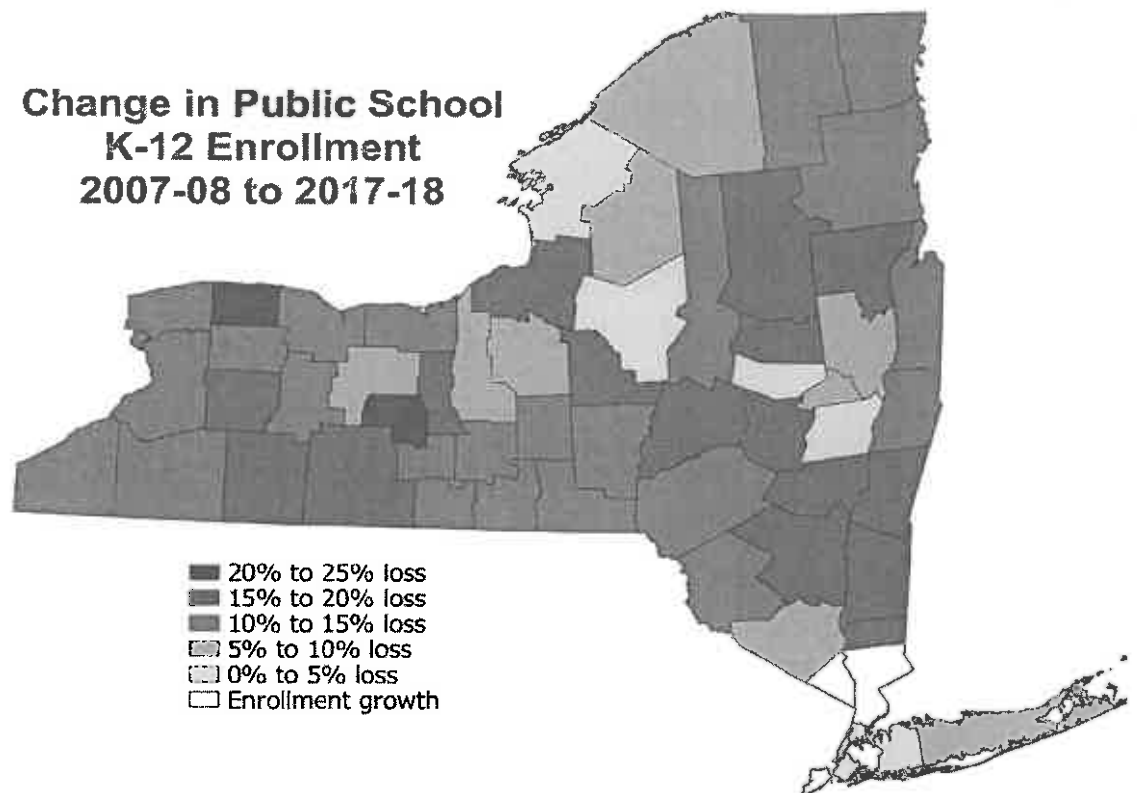 Change in Public School
K-12 Enrollment
2007-08 to 2017-18
20% to 25% loss
15% to 20% loss
10% to 15% loss
5% to 10% loss
0% to 5% loss
Enrollment growth